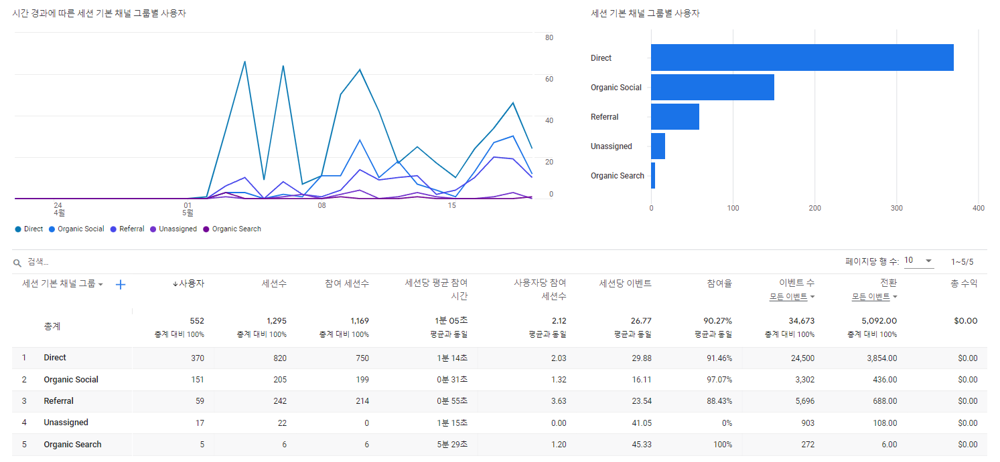 시간 경과에 따른 세션 기본 채널 그룹별 사용자
80
60
40
20
0
24
4월
01
5월
08
15
Direct Organic Social Referral Unassigned Organic Search
세션 기본 채널 그룹별 사용자
Direct
Organic Social
Referral
Unassigned
Organic Search
0 100 200 300 400
검색... 페이지당 행 수: 10 1~5/5
세션 기본 채널 그룹 + ↓사용자 세션수 참여 세션수 세션당 평균 참여 시간 사용자당 참여 세션수 세션당 이벤트 참여율 이벤트 수 모든 이벤트 전환 모든 이벤트 총 수익
총계 552 1,295 1,169 1분 05초 2.12 26.77 90.27% 34,673 5,092.00 $0.00
총계 대비 100% 총계 대비 100% 총계 대비 100% 평균과 동일 평균과 동일 평균과 동일 평균과 동일 총계 대비 100% 총계 대비 100%
1 Direct 370 820 750 1분 14초 2.03 29.88 91.46% 24,500 3,854.00 $0.00
2 Organic Social 151 205 199 0분 31초 1.32 16.11 97.07% 3,302 436.00 $0.00
3 Referral 59 242 214 0분 55초 3.63 23.54 88.43% 5,696 688.00 $0.00
4 Unassigned 17 22 0 1분 15초 0.00 41.05 0% 903 108.00 $0.00
5 Organic Search 5 6 6 5분 29초 1.20 45.33 100% 272 6.00 $0.00